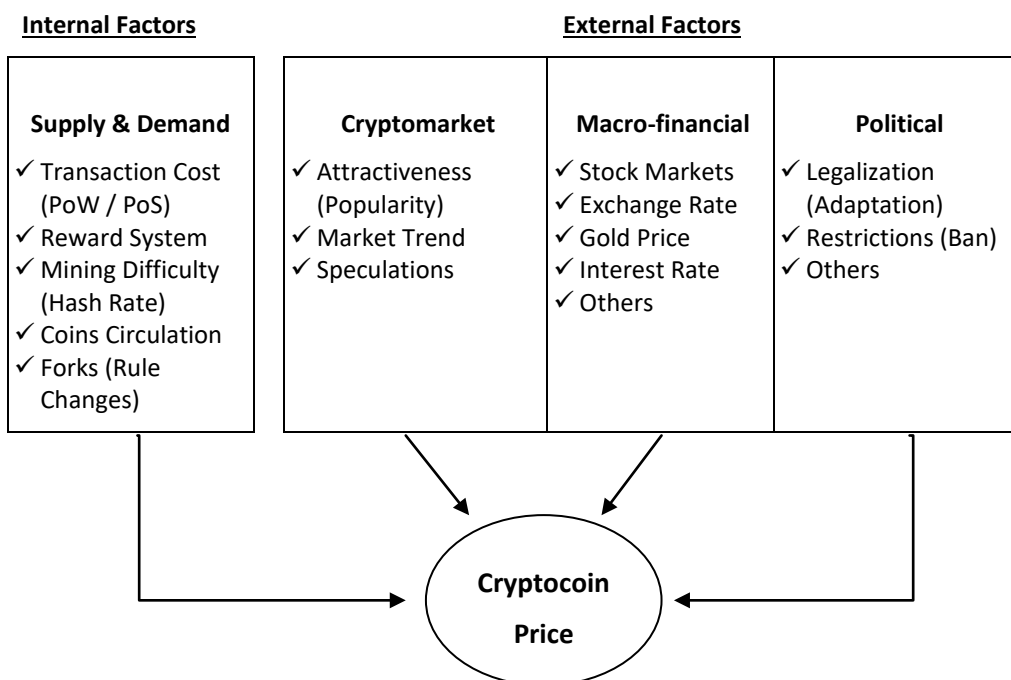 Internal Factors
External Factors
Supply & Demand
✓ Transaction Cost
(PoW / PoS)
✓ Reward System
✓ Mining Difficulty
(Hash Rate)
✓ Coins Circulation
✓ Forks (Rule
Changes)
Cryptomarket
✓ Attractiveness
(Popularity)
✓ Market Trend
✓ Speculations
Macro-financial
✓ Stock Markets
✓ Exchange Rate
✓ Gold Price
✓ Interest Rate
✓ Others
Political
✓ Legalization
(Adaptation)
✓ Restrictions (Ban)
✓ Others
Cryptocoin
Price